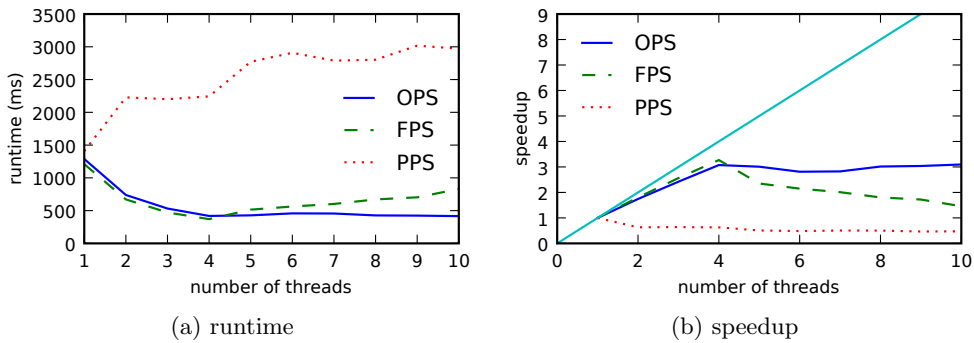 3500
3000
2500
2000
1500
1000
500
0
runtime (ms)
OPS
FPS
PPS
1 2 3 4 5 6 7 8 9 10
number of threads
(a) runtime
9
8
7
6
5
4
3
2
1
0
speedup
OPS
FPS
PPS
0 2 4 6 8 10
number of threads
(b) speedup